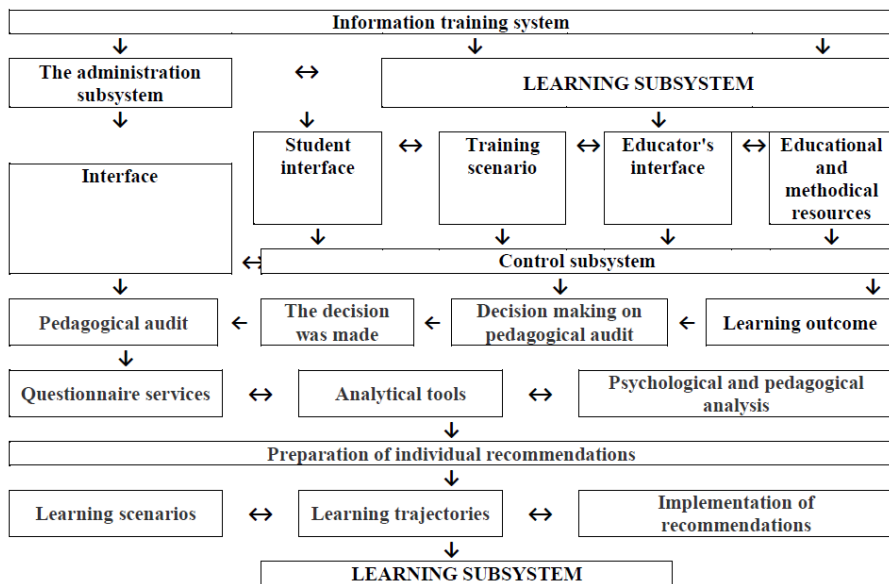 Information training system
The administration
subsystem
LEARNING SUBSYSTEM
Interface
Student
interface
Training
scenario
Educator's
interface
Educational
and
methodical
resources
Control subsystem
Pedagogical audit
The decision
was made
Decision making on
pedagogical audit
Learning outcome
Questionnaire services
Analytical tools
Psychological and pedagogical
analysis
Preparation of individual recommendations
Learning scenarios
Learning trajectories
Implementation of
recommendations
LEARNING SUBSYSTEM